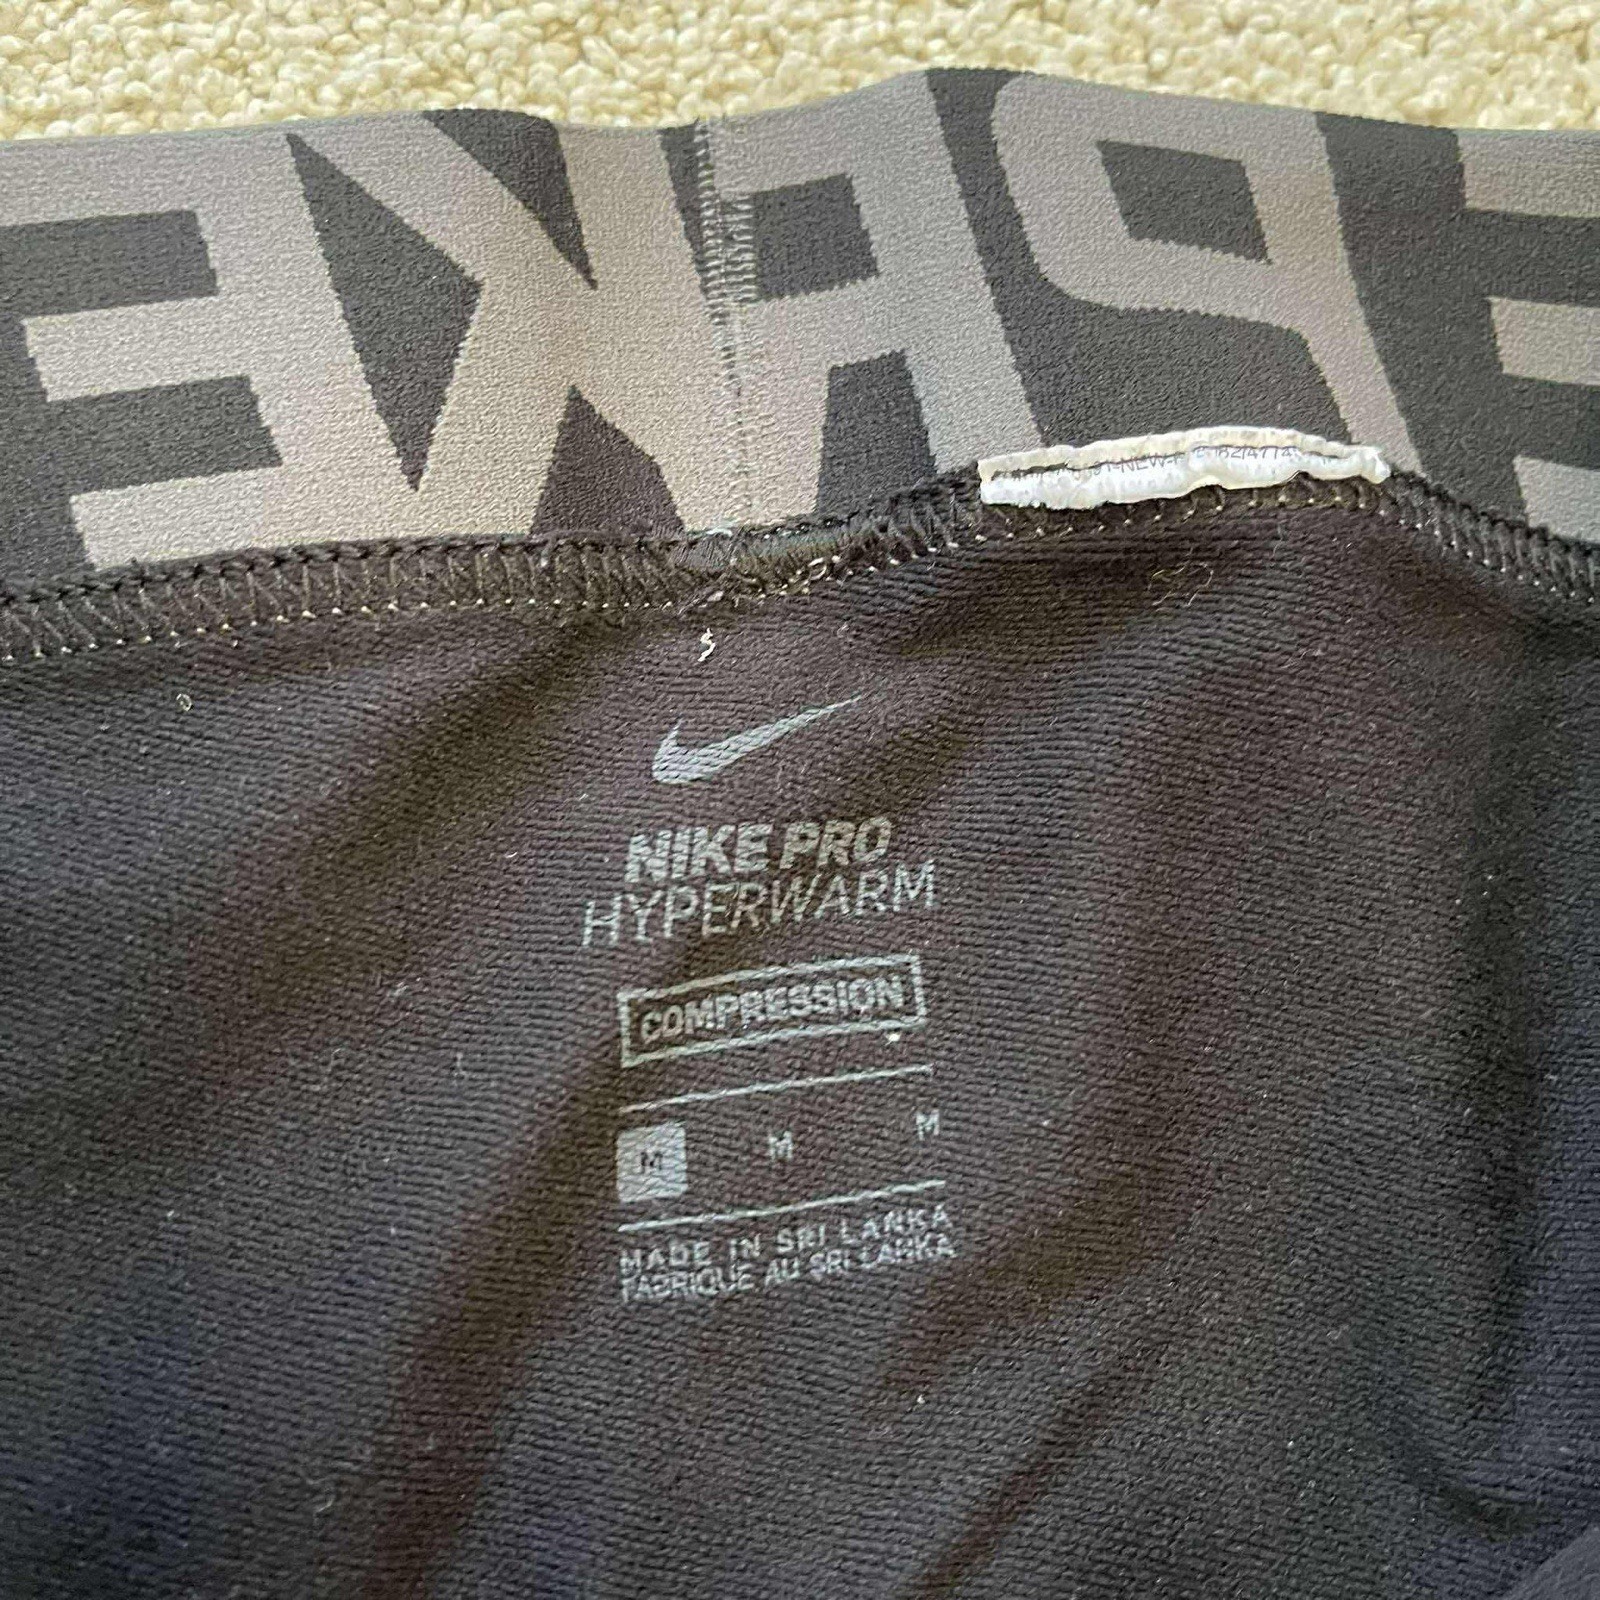 NIKE PRO
HYPERWARM
COMPRESSION
M M M
MADE IN SRI LANKA
FABRIQUE AU SRI LANKA